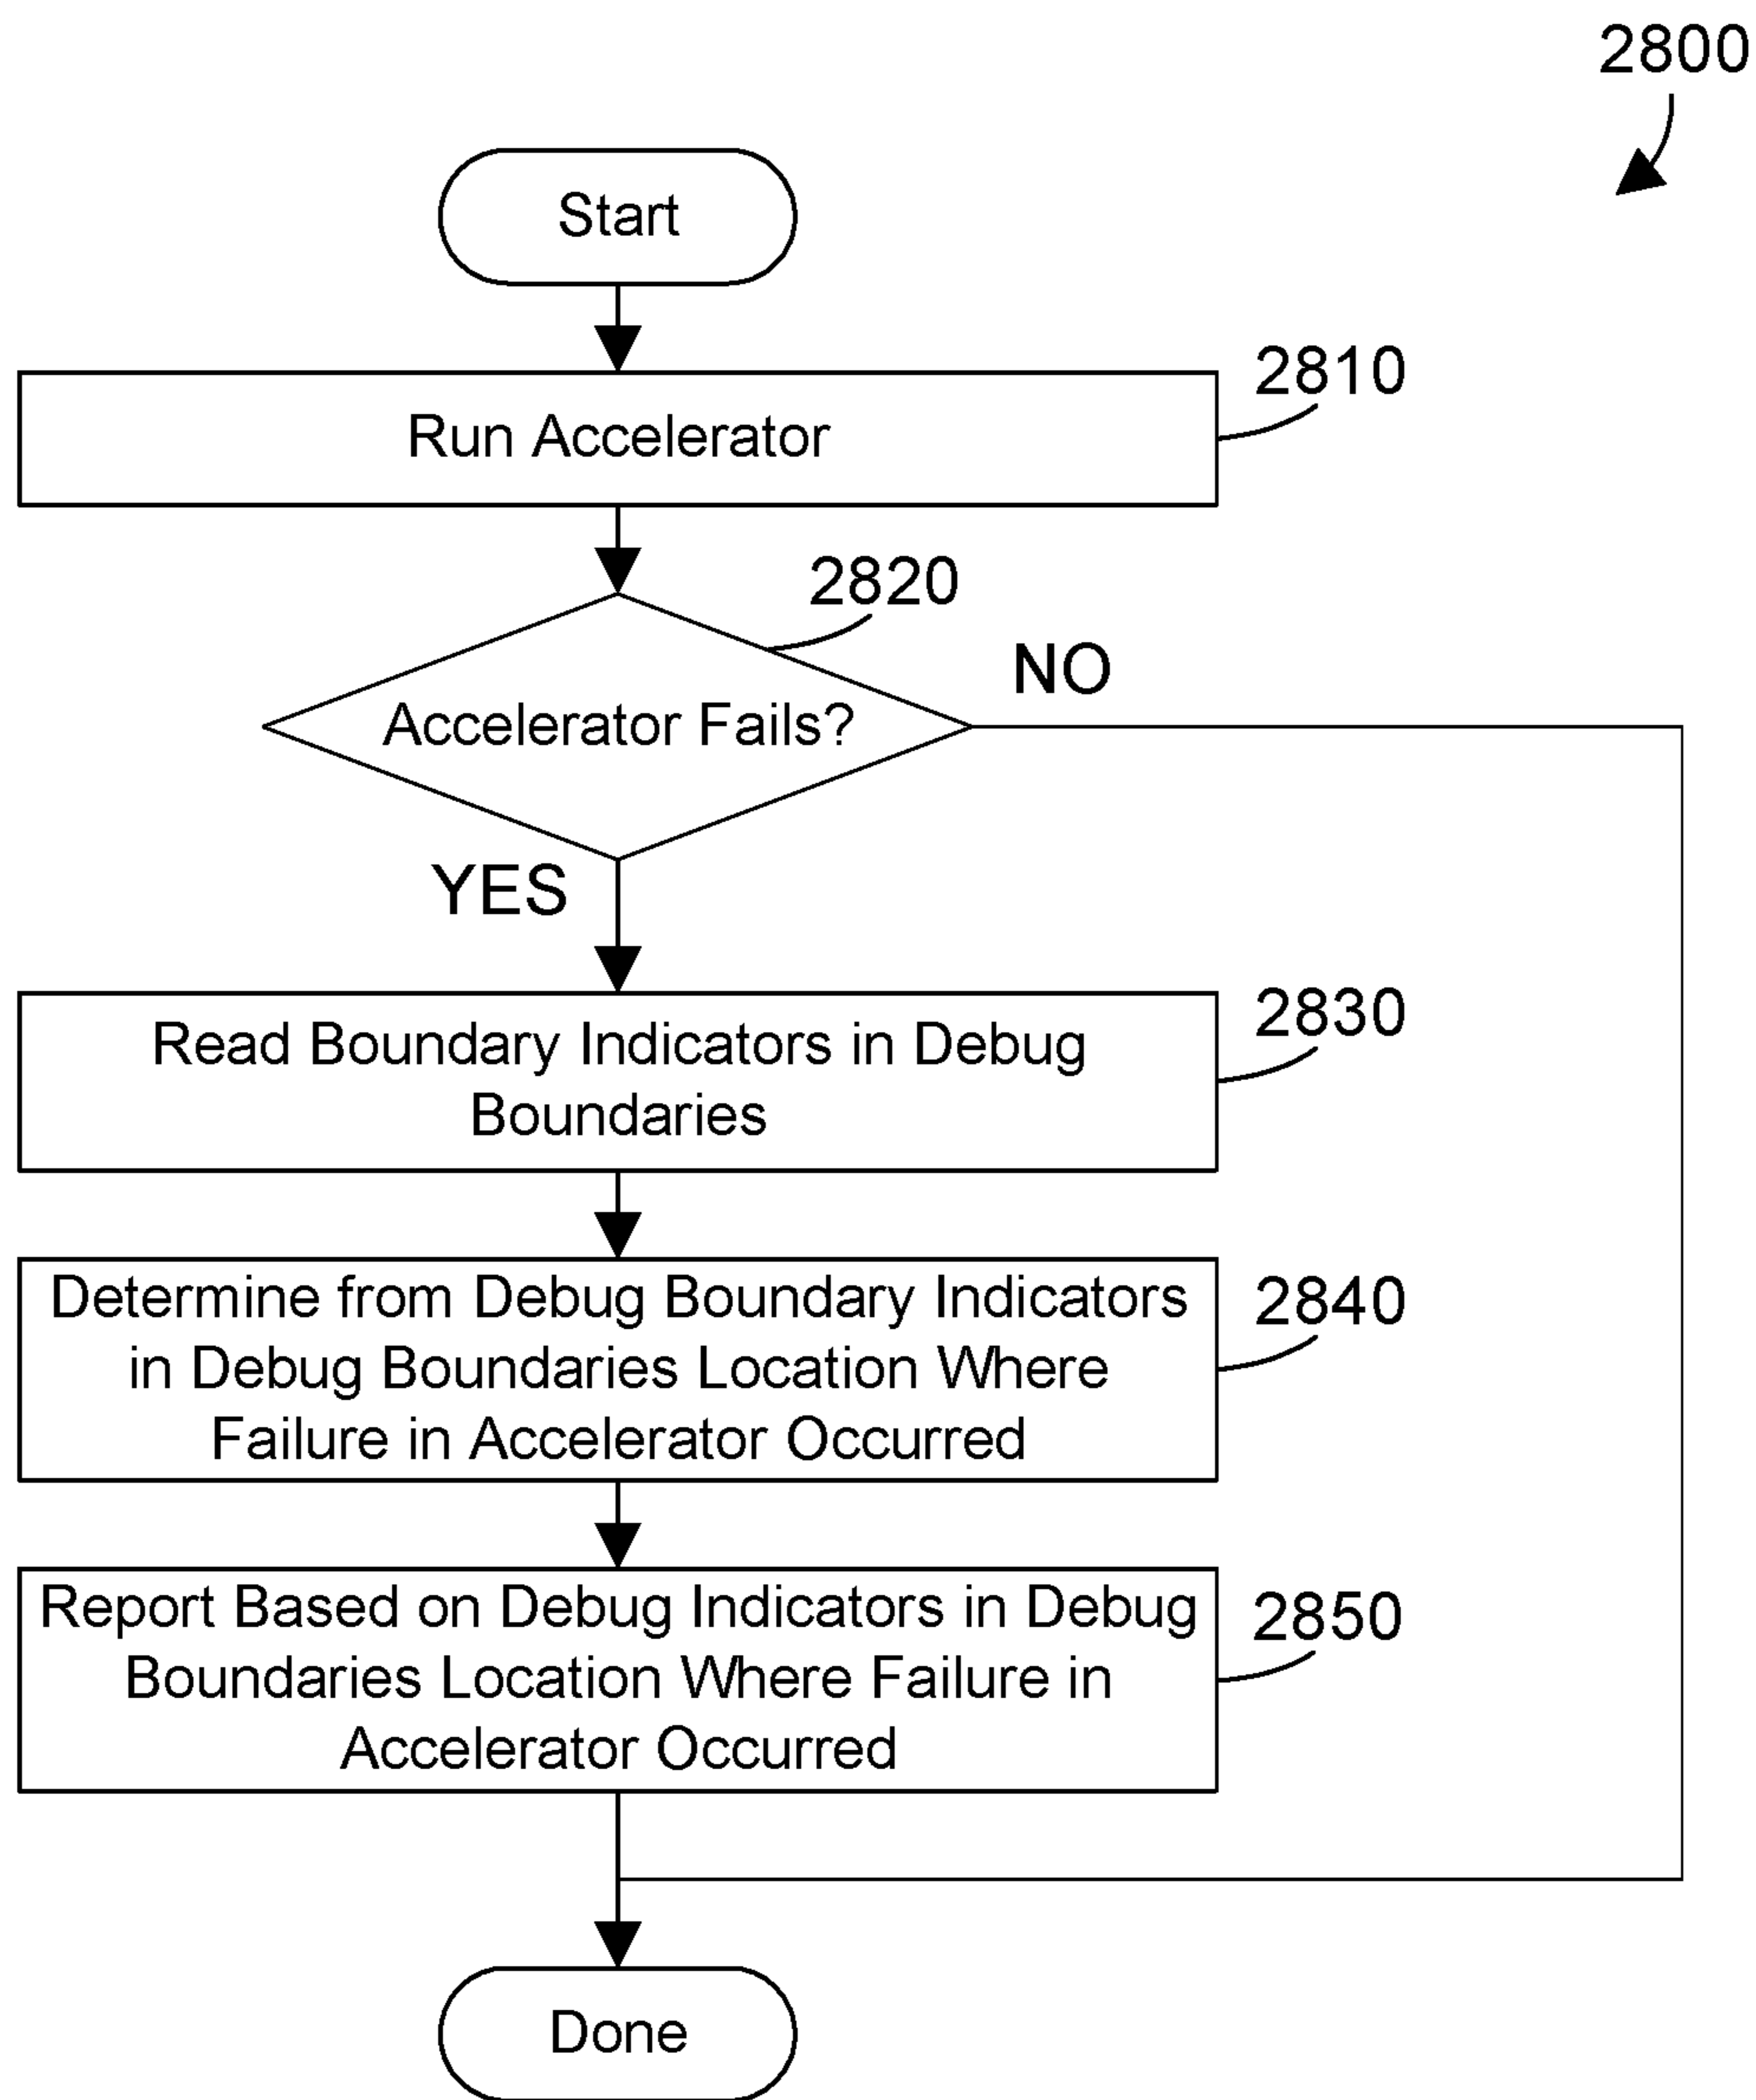 2800
Start
2810
Run Accelerator
2820
NO
Accelerator Fails?
YES
2830
Read Boundary Indicators in Debug
Boundaries
2840
Determine from Debug Boundary Indicators
in Debug Boundaries Location Where
Failure in Accelerator Occurred
2850
Report Based on Debug Indicators in Debug
Boundaries Location Where Failure in
Accelerator Occurred
Done